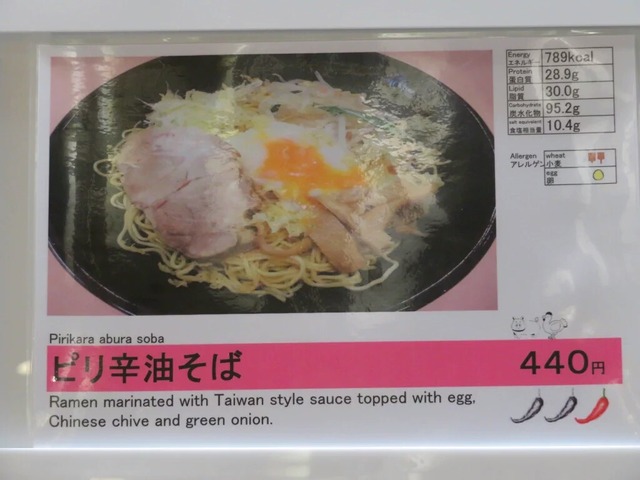 Energy
エネルギー 789kcal
Protein
蛋白質 28.9g
Lipid
脂質 30.0g
Carbohydrate
炭水化物 95.2g
salt equivalent
食塩相当量 10.4g
Allergen
アレルゲン
wheat
小麦
egg
卵
Pirikara abura soba
ピリ辛油そば 440円
Ramen marinated with Taiwan style sauce topped with egg,
Chinese chive and green onion.